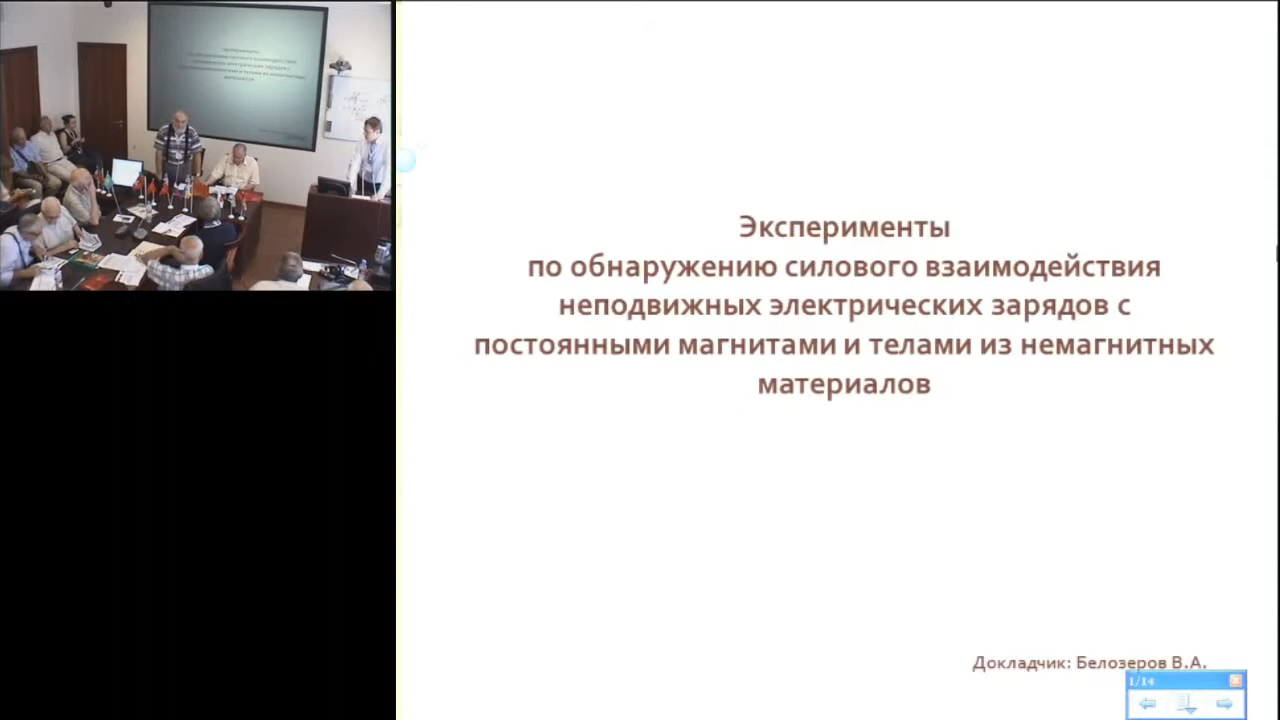 Эксперименты
по обнаружению силового взаимодействия
неподвижных электрических зарядов с
постоянными магнитами и телами из немагнитных
материалов
Докладчик: Белозеров В.А.
1/14